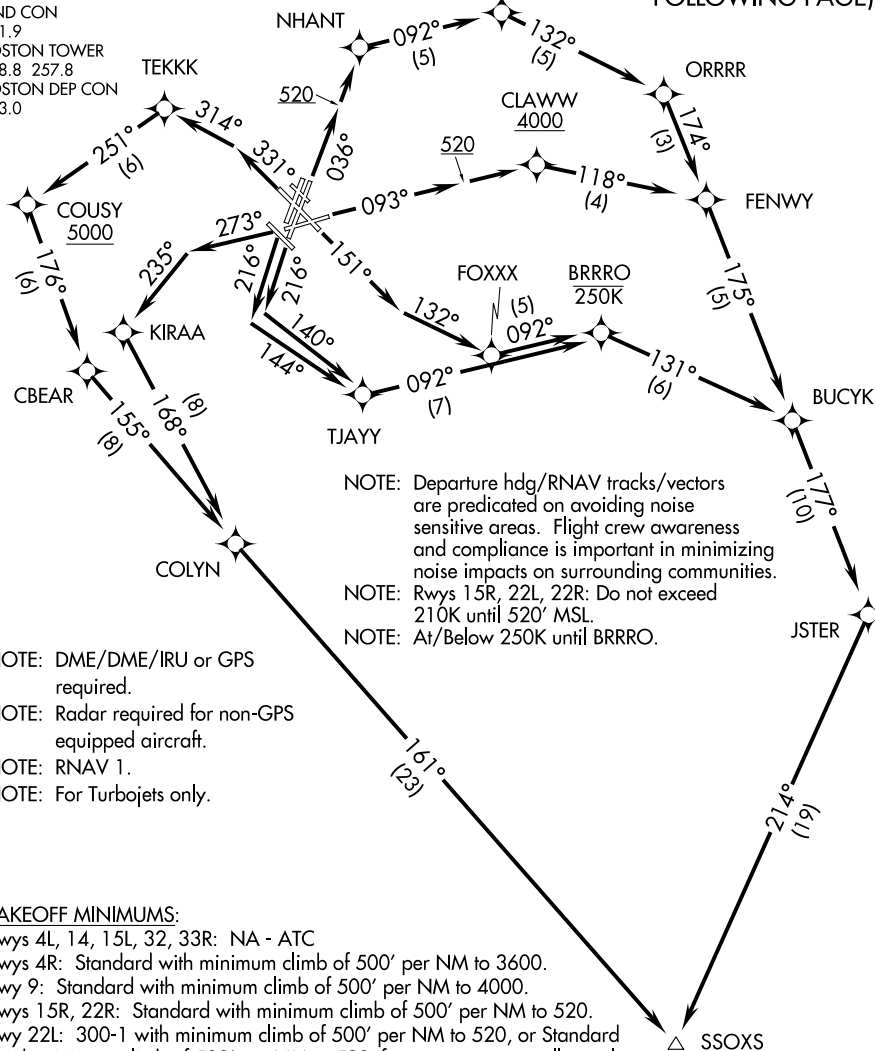 FOLLOWING PAGE)
ND CON
1.9
OSTON TOWER
8.8 257.8
OSTON DEP CON
3.0
NHANT
092°
(5)
132°
(5)
TEKKK
ORRRR
520
CLAWW
4000
314°
174°
(3)
251°
(6)
331°
036°
520
118°
(4)
093°
FENWY
COUSY
5000
273°
176°
(6)
235°
216°
216°
151°
FOXXX
(5)
BRRRO
250K
175°
(5)
KIRAA
140°
144°
132°
092°
131°
(6)
CBEAR
168°
(8)
155°
(8)
092°
(7)
TJAYY
BUCYK
177°
(10)
NOTE: Departure hdg/RNAV tracks/vectors
are predicated on avoiding noise
sensitive areas. Flight crew awareness
and compliance is important in minimizing
noise impacts on surrounding communities.
NOTE: Rwys 15R, 22L, 22R: Do not exceed
210K until 520' MSL.
NOTE: At/Below 250K until BRRRO.
COLYN
JSTER
OTE: DME/DME/IRU or GPS
required.
OTE: Radar required for non-GPS
equipped aircraft.
OTE: RNAV 1.
OTE: For Turbojets only.
161°
(23)
214°
(19)
AKEOFF MINIMUMS:
wys 4L, 14, 15L, 32, 33R: NA - ATC
wys 4R: Standard with minimum climb of 500' per NM to 3600.
wy 9: Standard with minimum climb of 500' per NM to 4000.
wys 15R, 22R: Standard with minimum climb of 500' per NM to 520.
wy 22L: 300-1 with minimum climb of 500' per NM to 520, or Standard
SSOXS